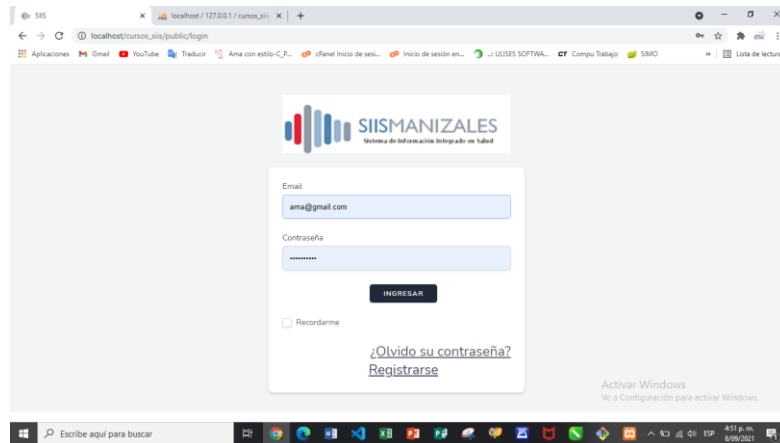 SIIS
localhost / 127.0.0.1 / cursos_siis
localhost/cursos_siis/public/login
Aplicaciones
Gmail
YouTube
Traducir
Ama con estilo-C_P...
cPanel Inicio de sesi...
Inicio de sesión en...
..:: ULISES SOFTWA...
CT Compu Trabajo
SIMO
»
Lista de lectura
SIISMANIZALES
Sistema de Información Integrado en Salud
Email
ama@gmail.com
Contraseña
••••••••••
INGRESAR
Recordarme
¿Olvido su contraseña?
Registrarse
Activar Windows
Ve a Configuración para activar Windows.
Escribe aquí para buscar
ESP
4:51 p. m.
8/09/2021